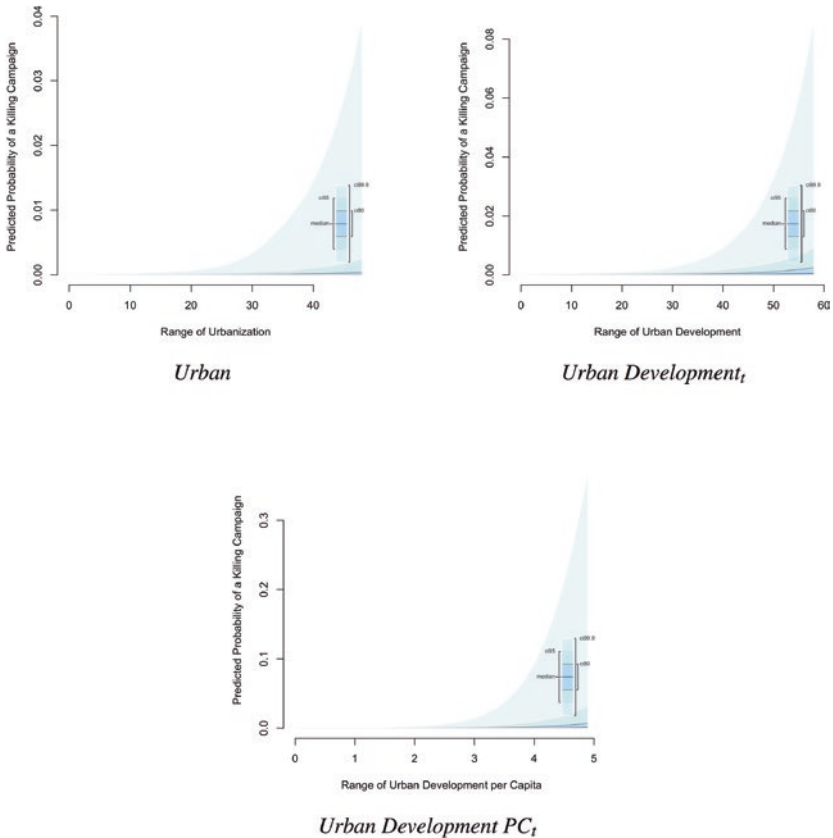 Predicted Probability of a Killing Campaign
0.04
0.03
0.02
0.01
0.00
ci99.9
ci95
ci80
median
0 10 20 30 40
Range of Urbanization
Urban
Predicted Probability of a Killing Campaign
0.08
0.06
0.04
0.02
0.00
ci99.9
ci95
ci80
median
0 10 20 30 40 50 60
Range of Urban Development
Urban Developmentₜ
Predicted Probability of a Killing Campaign
0.3
0.2
0.1
0.0
ci99.9
ci95
ci80
median
0 1 2 3 4 5
Range of Urban Development per Capita
Urban Development PCₜ